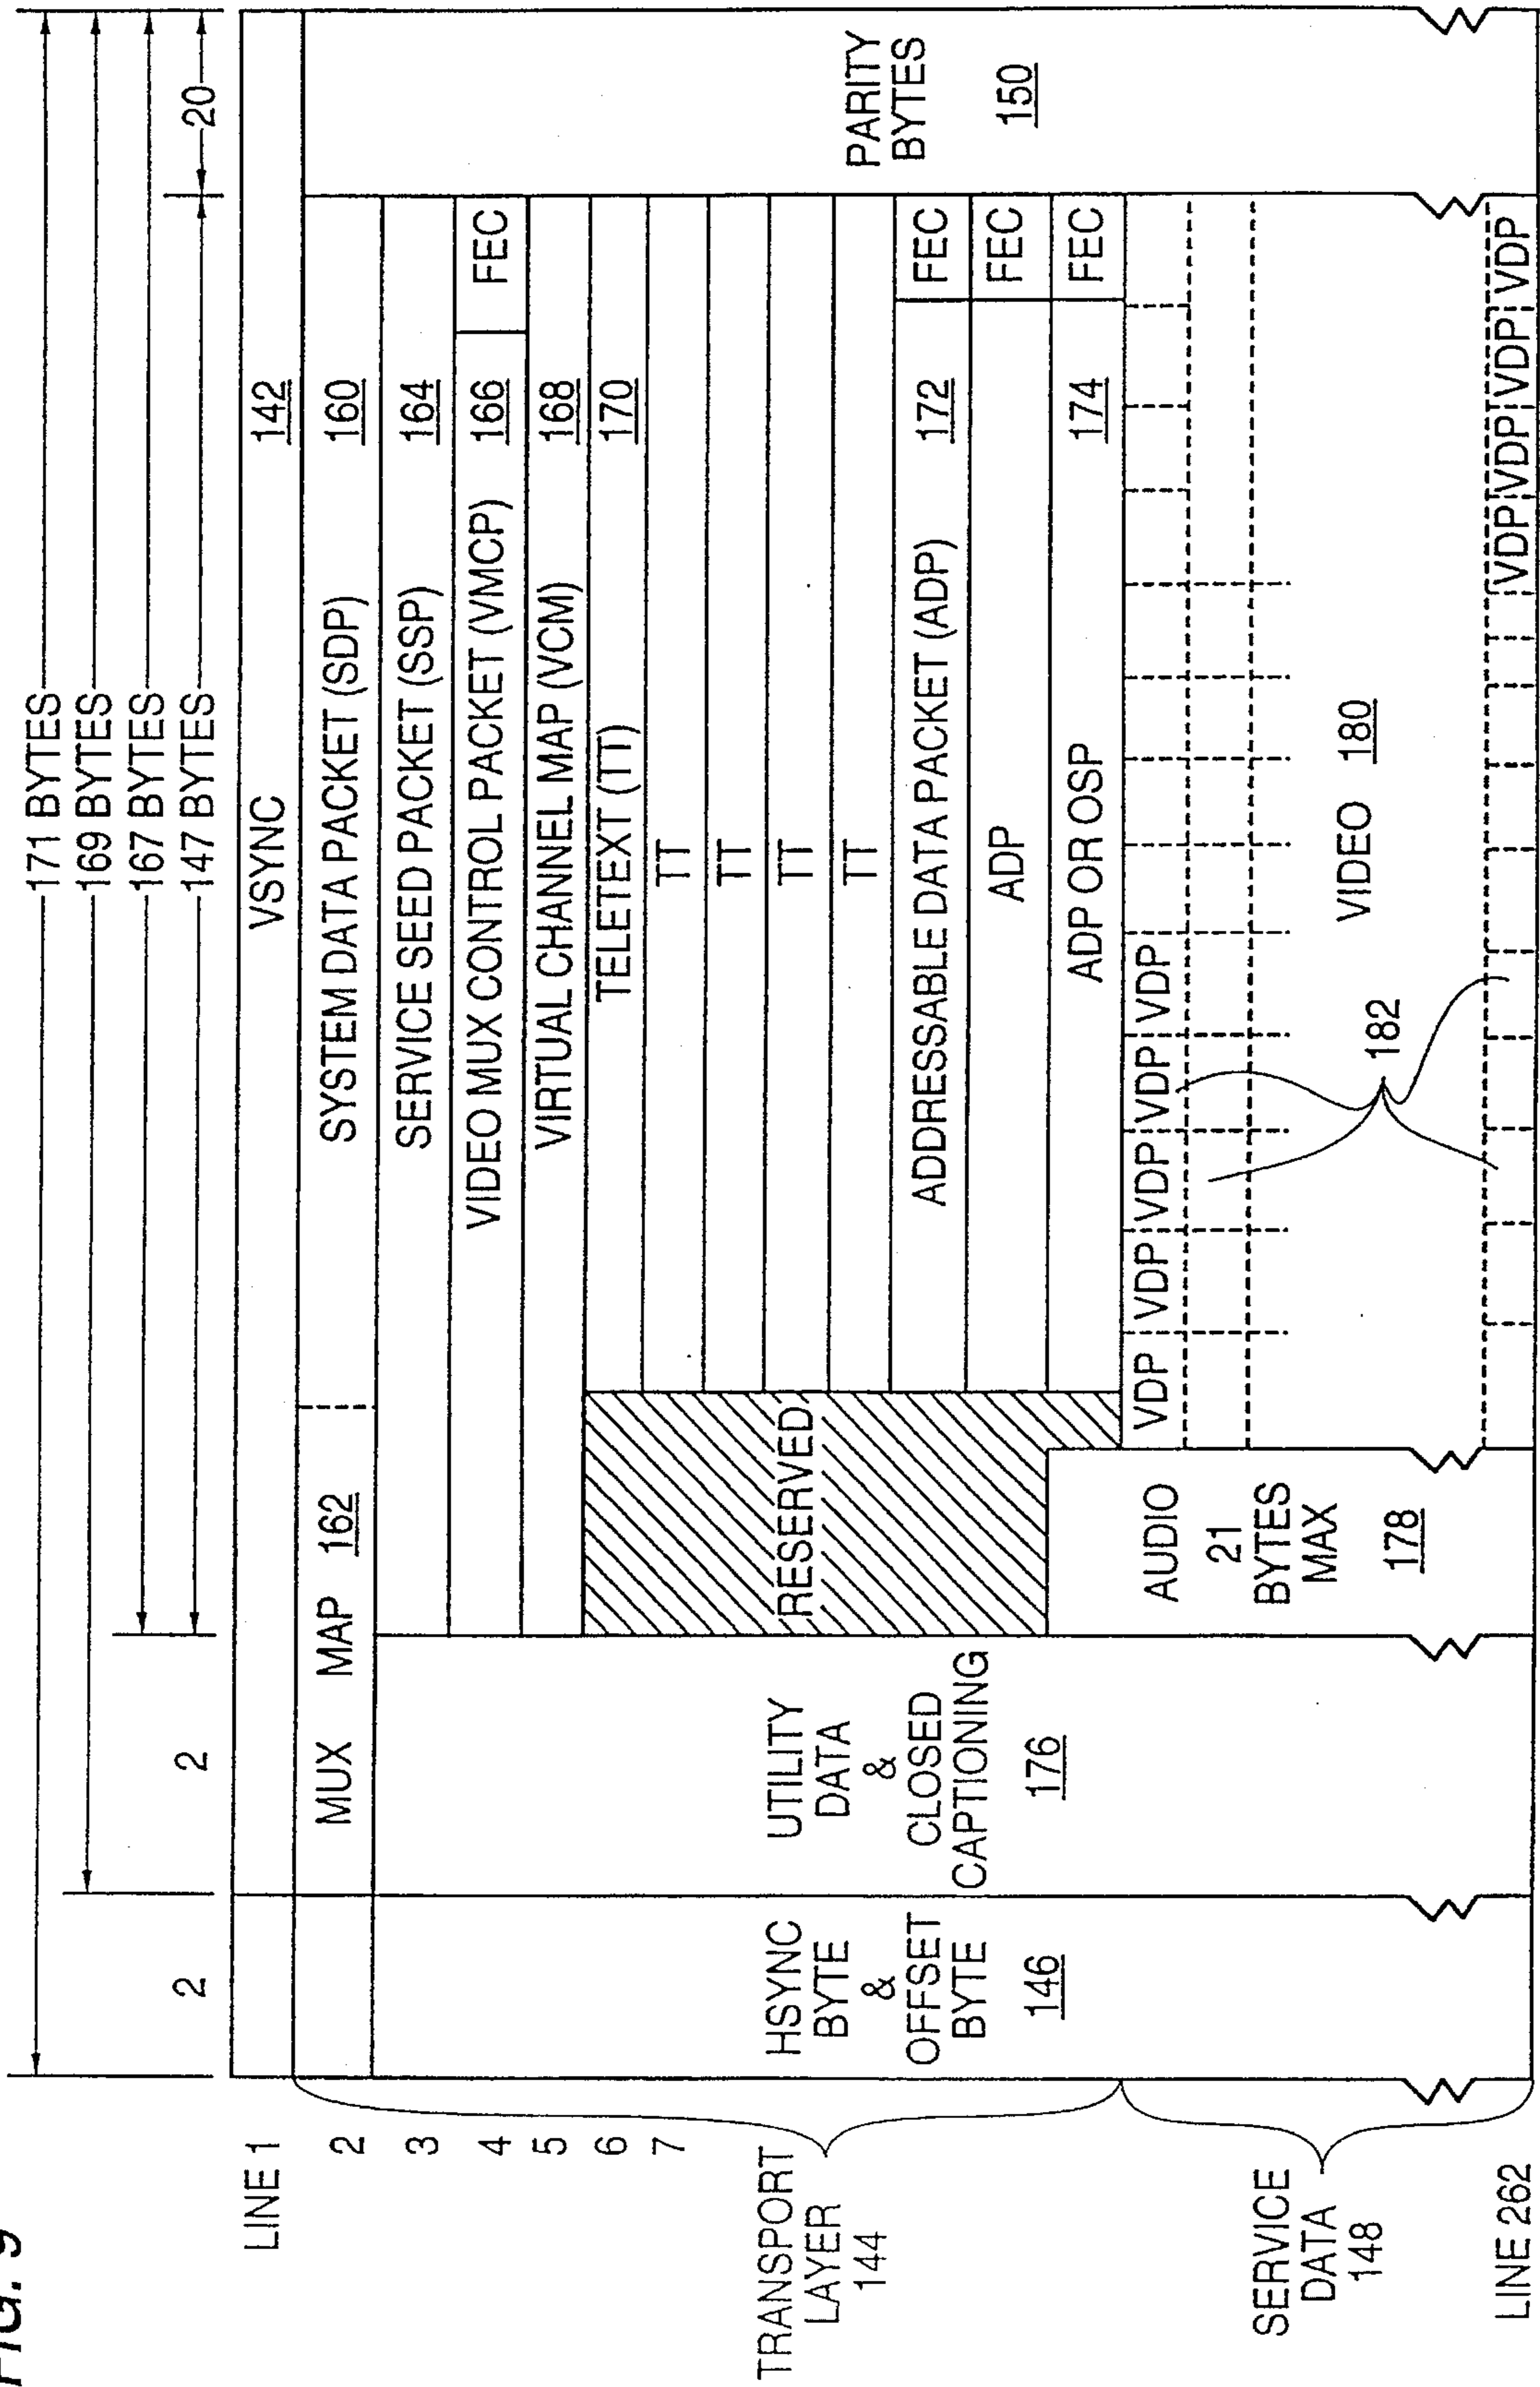 FIG. 9
171 BYTES
169 BYTES
167 BYTES
147 BYTES
20
2
2
LINE 1
VSYNC 142
2
MUX MAP 162
SYSTEM DATA PACKET (SDP) 160
3
SERVICE SEED PACKET (SSP) 164
4
VIDEO MUX CONTROL PACKET (VMCP) 166
FEC
5
VIRTUAL CHANNEL MAP (VCM) 168
6
TELETEXT (TT) 170
7
TT
TT
TT
TT
ADDRESSABLE DATA PACKET (ADP) 172
FEC
ADP
FEC
ADP OR OSP 174
FEC
RESERVED
TRANSPORT
LAYER
144
HSYNC
BYTE
&
OFFSET
BYTE
146
UTILITY
DATA
&
CLOSED
CAPTIONING
176
PARITY
BYTES
150
AUDIO
21
BYTES
MAX
178
VDP VDP VDP VDP VDP
182
VIDEO 180
VDP VDP VDP VDP
SERVICE
DATA
148
LINE 262